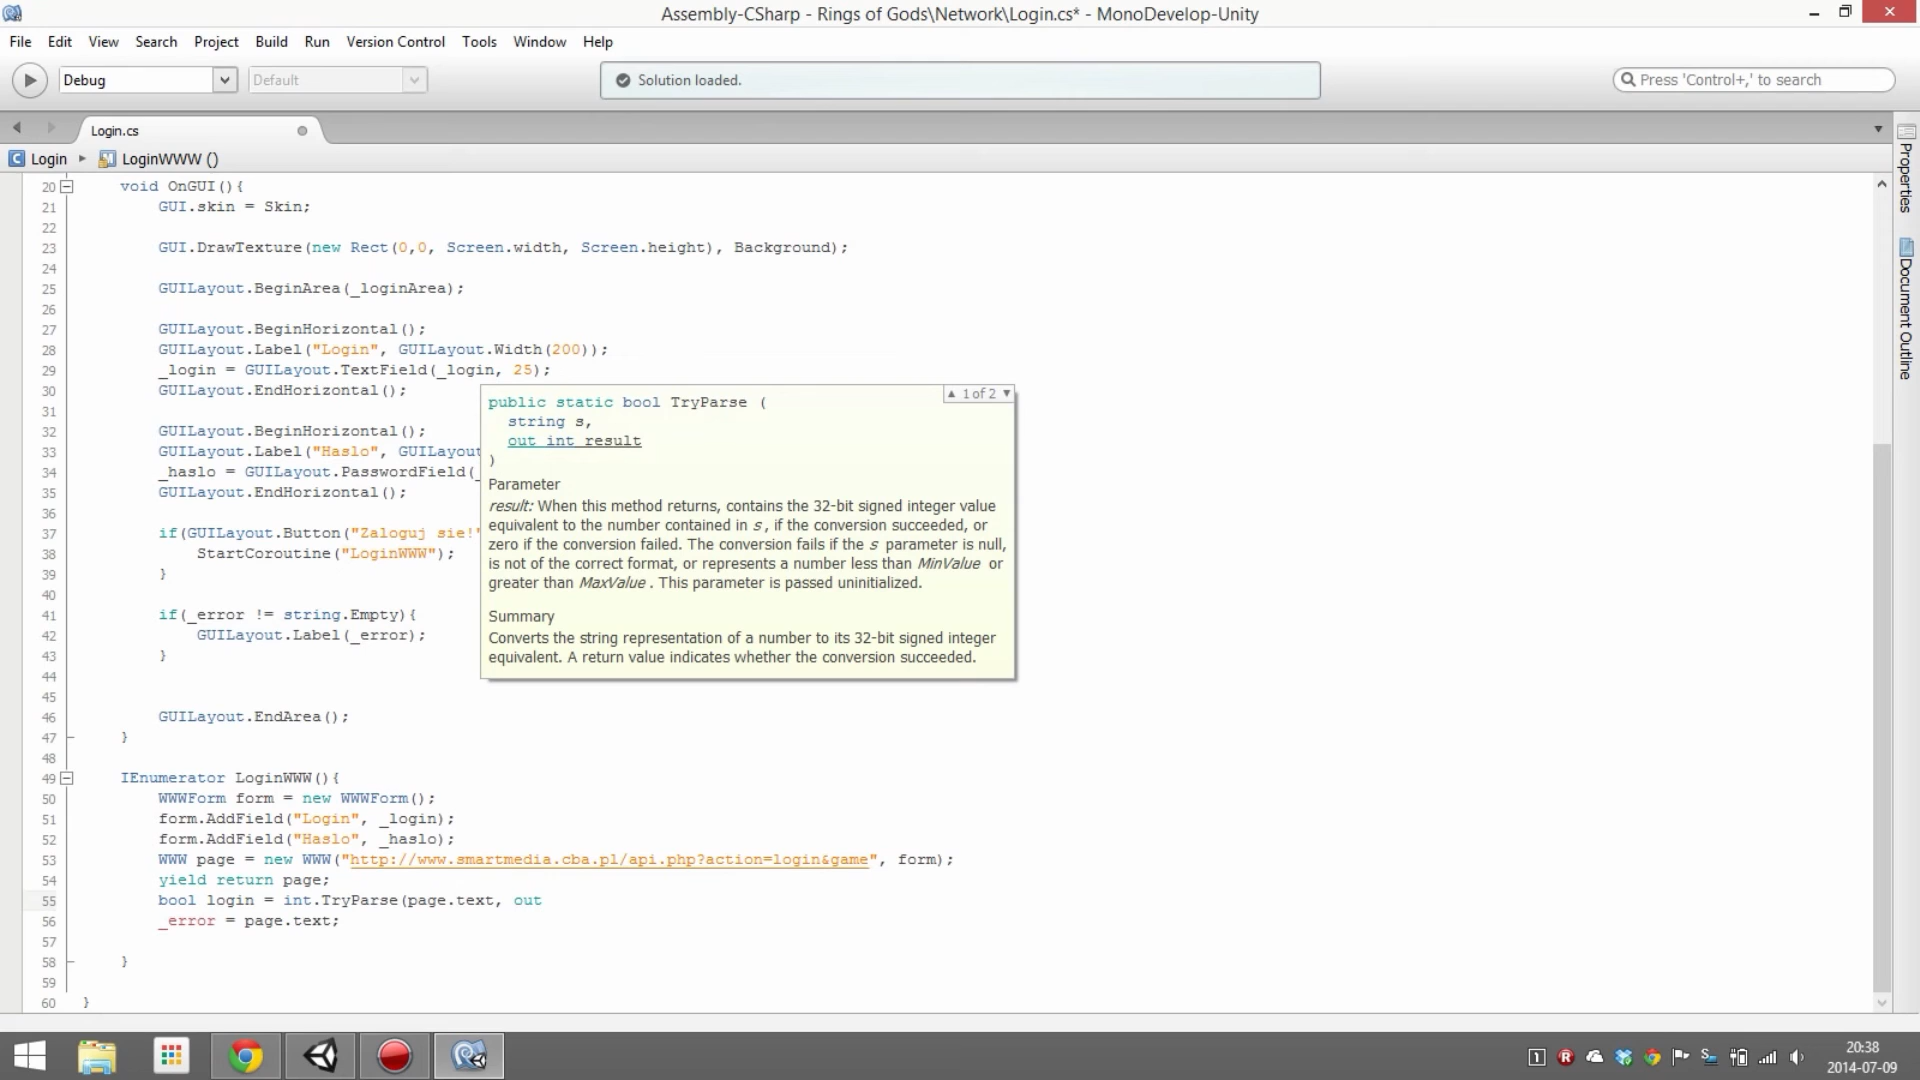 Assembly-CSharp - Rings of Gods\Network\Login.cs* - MonoDevelop-Unity
File Edit View Search Project Build Run Version Control Tools Window Help
Debug Default Solution loaded. Press 'Control+,' to search
Login.cs
Login LoginWWW ()
20 void OnGUI(){
21 GUI.skin = Skin;
22
23 GUI.DrawTexture(new Rect(0,0, Screen.width, Screen.height), Background);
24
25 GUILayout.BeginArea(_loginArea);
26
27 GUILayout.BeginHorizontal();
28 GUILayout.Label("Login", GUILayout.Width(200));
29 _login = GUILayout.TextField(_login, 25);
30 GUILayout.EndHorizontal();
31
32 GUILayout.BeginHorizontal();
33 GUILayout.Label("Haslo", GUILayout
34 _haslo = GUILayout.PasswordField(_
35 GUILayout.EndHorizontal();
36
37 if(GUILayout.Button("Zaloguj sie!"
38 StartCoroutine("LoginWWW");
39 }
40
41 if(_error != string.Empty){
42 GUILayout.Label(_error);
43 }
44
45
46 GUILayout.EndArea();
47 }
48
49 IEnumerator LoginWWW(){
50 WWWForm form = new WWWForm();
51 form.AddField("Login", _login);
52 form.AddField("Haslo", _haslo);
53 WWW page = new WWW("http://www.smartmedia.cba.pl/api.php?action=login&game", form);
54 yield return page;
55 bool login = int.TryParse(page.text, out
56 _error = page.text;
57
58 }
59
60 }
1 of 2
public static bool TryParse (
string s,
out int result
)
Parameter
result: When this method returns, contains the 32-bit signed integer value
equivalent to the number contained in s, if the conversion succeeded, or
zero if the conversion failed. The conversion fails if the s parameter is null,
is not of the correct format, or represents a number less than MinValue or
greater than MaxValue . This parameter is passed uninitialized.
Summary
Converts the string representation of a number to its 32-bit signed integer
equivalent. A return value indicates whether the conversion succeeded.
Properties
Document Outline
20:38
2014-07-09